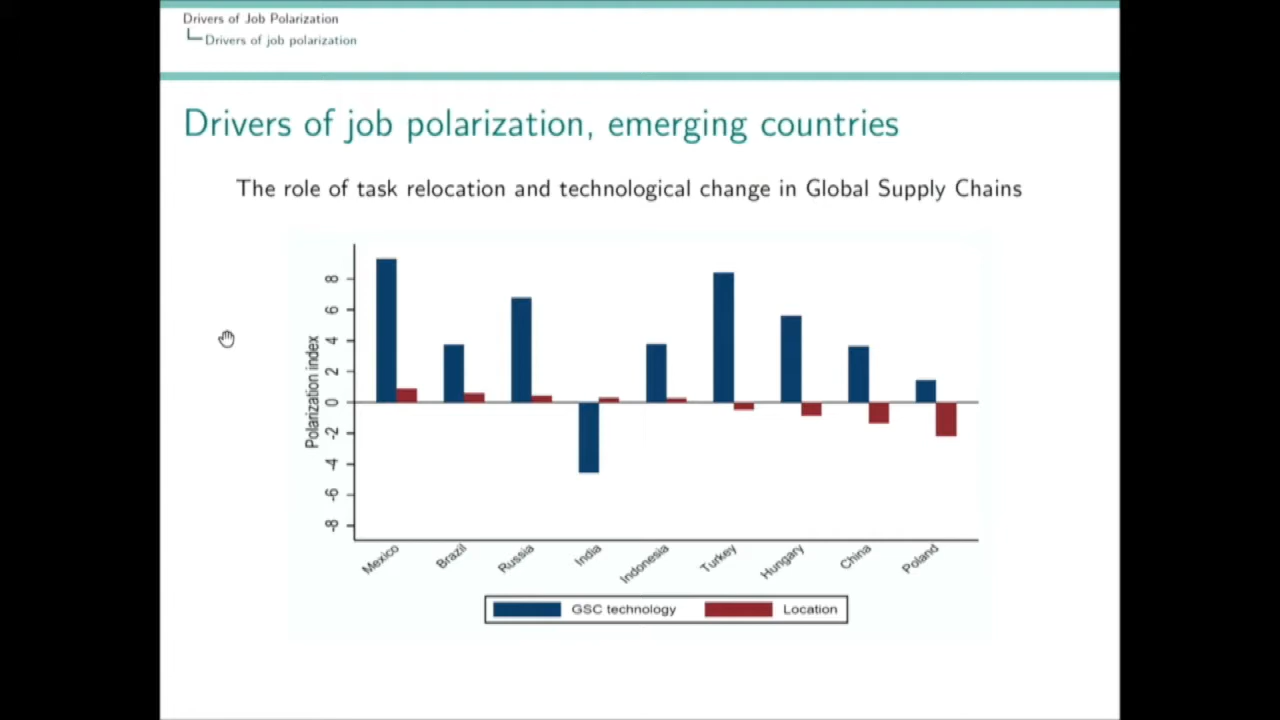 Drivers of Job Polarization
Drivers of job polarization
Drivers of job polarization, emerging countries
The role of task relocation and technological change in Global Supply Chains
Polarization index
8
6
4
2
0
-2
-4
-6
-8
Mexico
Brazil
Russia
India
Indonesia
Turkey
Hungary
China
Poland
GSC technology
Location